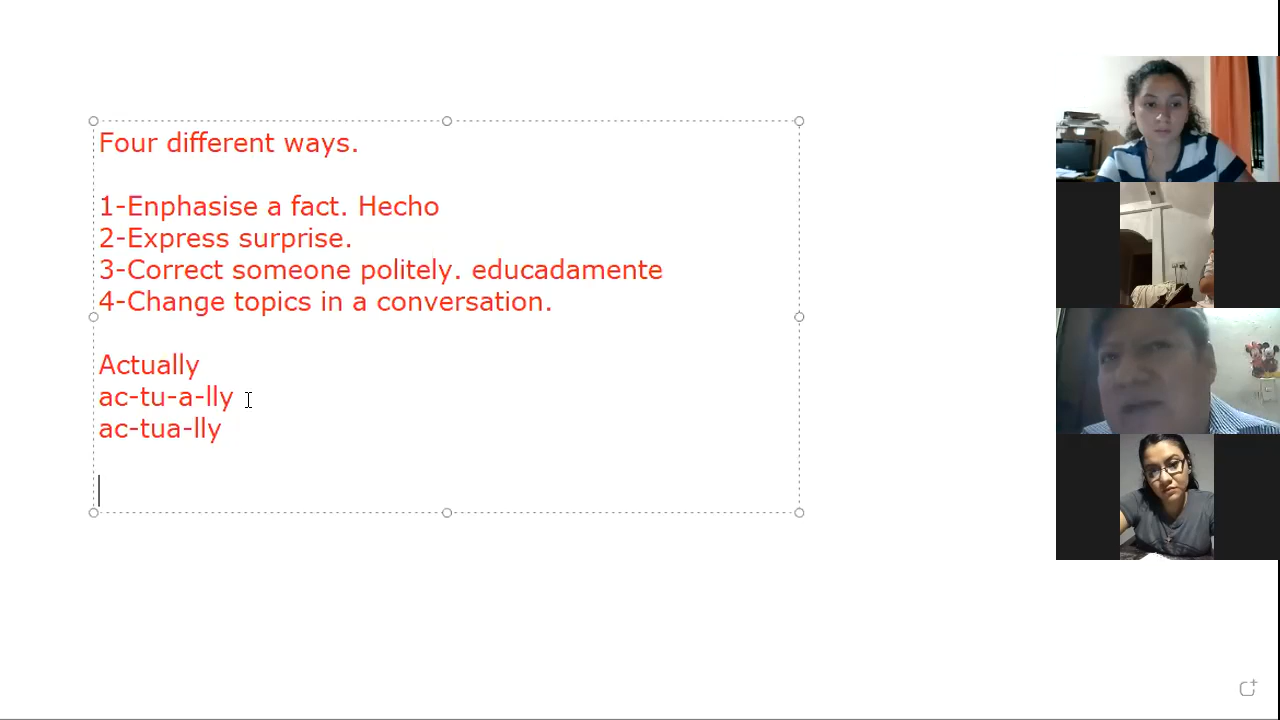 Four different ways.
1-Enphasise a fact. Hecho
2-Express surprise.
3-Correct someone politely. educadamente
4-Change topics in a conversation.
Actually
ac-tu-a-lly
ac-tua-lly